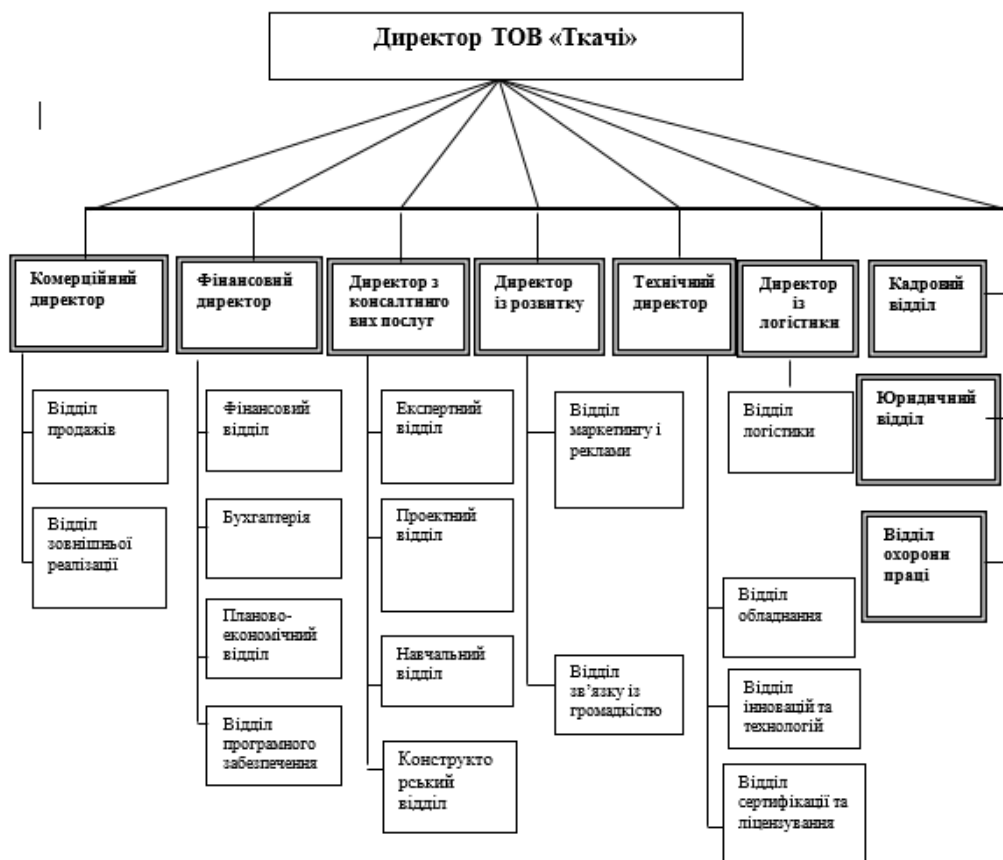 Директор ТОВ «Ткачі»
Комерційний
директор
Фінансовий
директор
Директор з
консалтинго
вих послуг
Директор
із розвитку
Технічний
директор
Директор
із
логістики
Кадровий
відділ
Відділ
продажів
Відділ
зовнішньої
реалізації
Фінансовий
відділ
Бухгалтерія
Планово-
економічний
відділ
Відділ
програмного
забезпечення
Експертний
відділ
Проектний
відділ
Навчальний
відділ
Конструкто
рський
відділ
Відділ
маркетингу і
реклами
Відділ
зв’язку із
громадкістю
Відділ
обладнання
Відділ
інновацій та
технологій
Відділ
сертифікації та
ліцензування
Відділ
логістики
Юридичний
відділ
Відділ
охорони
праці